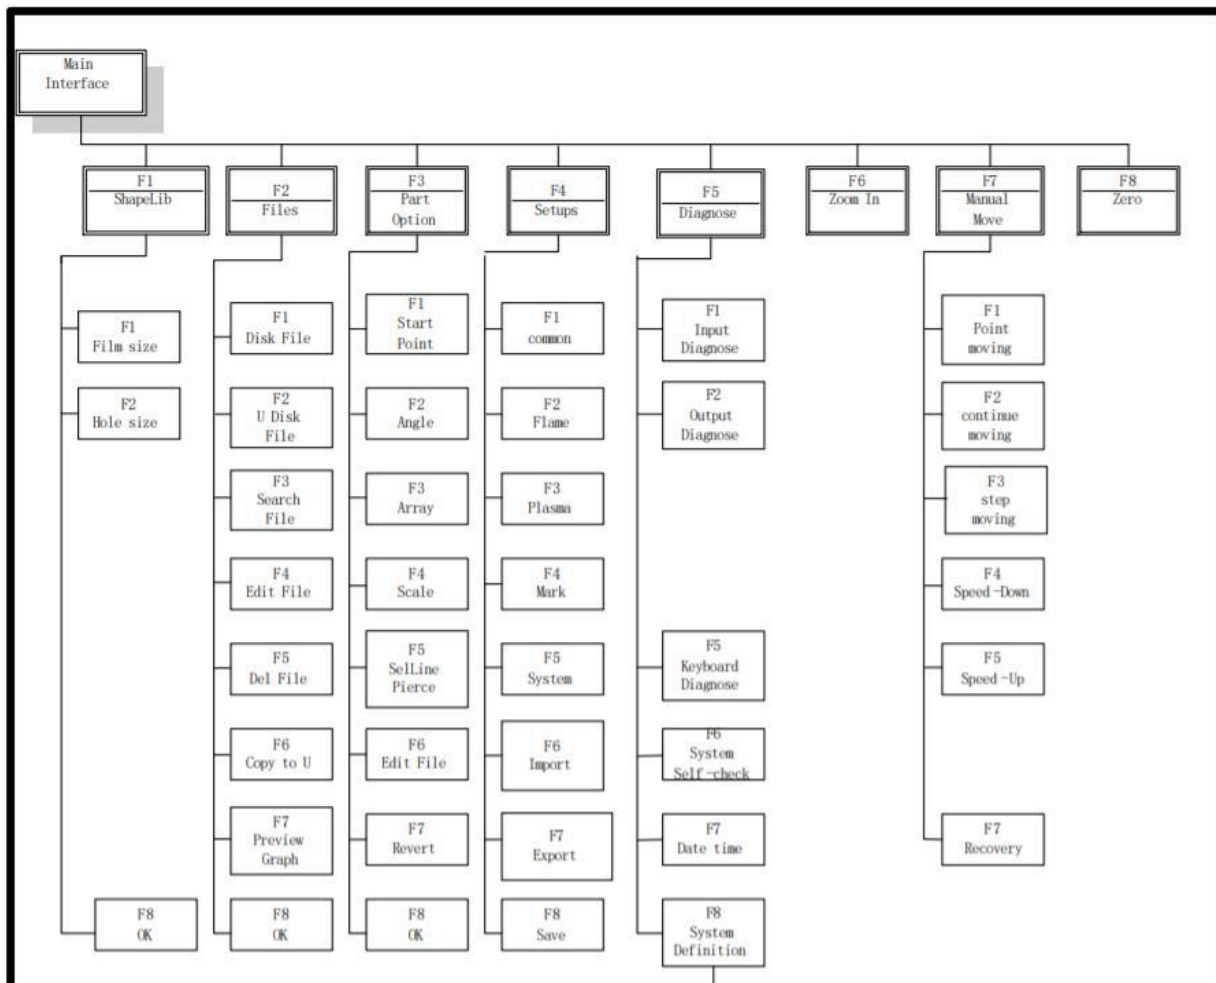 Main
Interface
F1
ShapeLib
F2
Files
F3
Part
Option
F4
Setups
F5
Diagnose
F6
Zoom In
F7
Manual
Move
F8
Zero
F1
Film size
F2
Hole size
F8
OK
F1
Disk File
F2
U Disk
File
F3
Search
File
F4
Edit File
F5
Del File
F6
Copy to U
F7
Preview
Graph
F8
OK
F1
Start
Point
F2
Angle
F3
Array
F4
Scale
F5
SelLine
Pierce
F6
Edit File
F7
Revert
F8
OK
F1
common
F2
Flame
F3
Plasma
F4
Mark
F5
System
F6
Import
F7
Export
F8
Save
F1
Input
Diagnose
F2
Output
Diagnose
F5
Keyboard
Diagnose
F6
System
Self-check
F7
Date time
F8
System
Definition
F1
Point
moving
F2
continue
moving
F3
step
moving
F4
Speed-Down
F5
Speed-Up
F7
Recovery